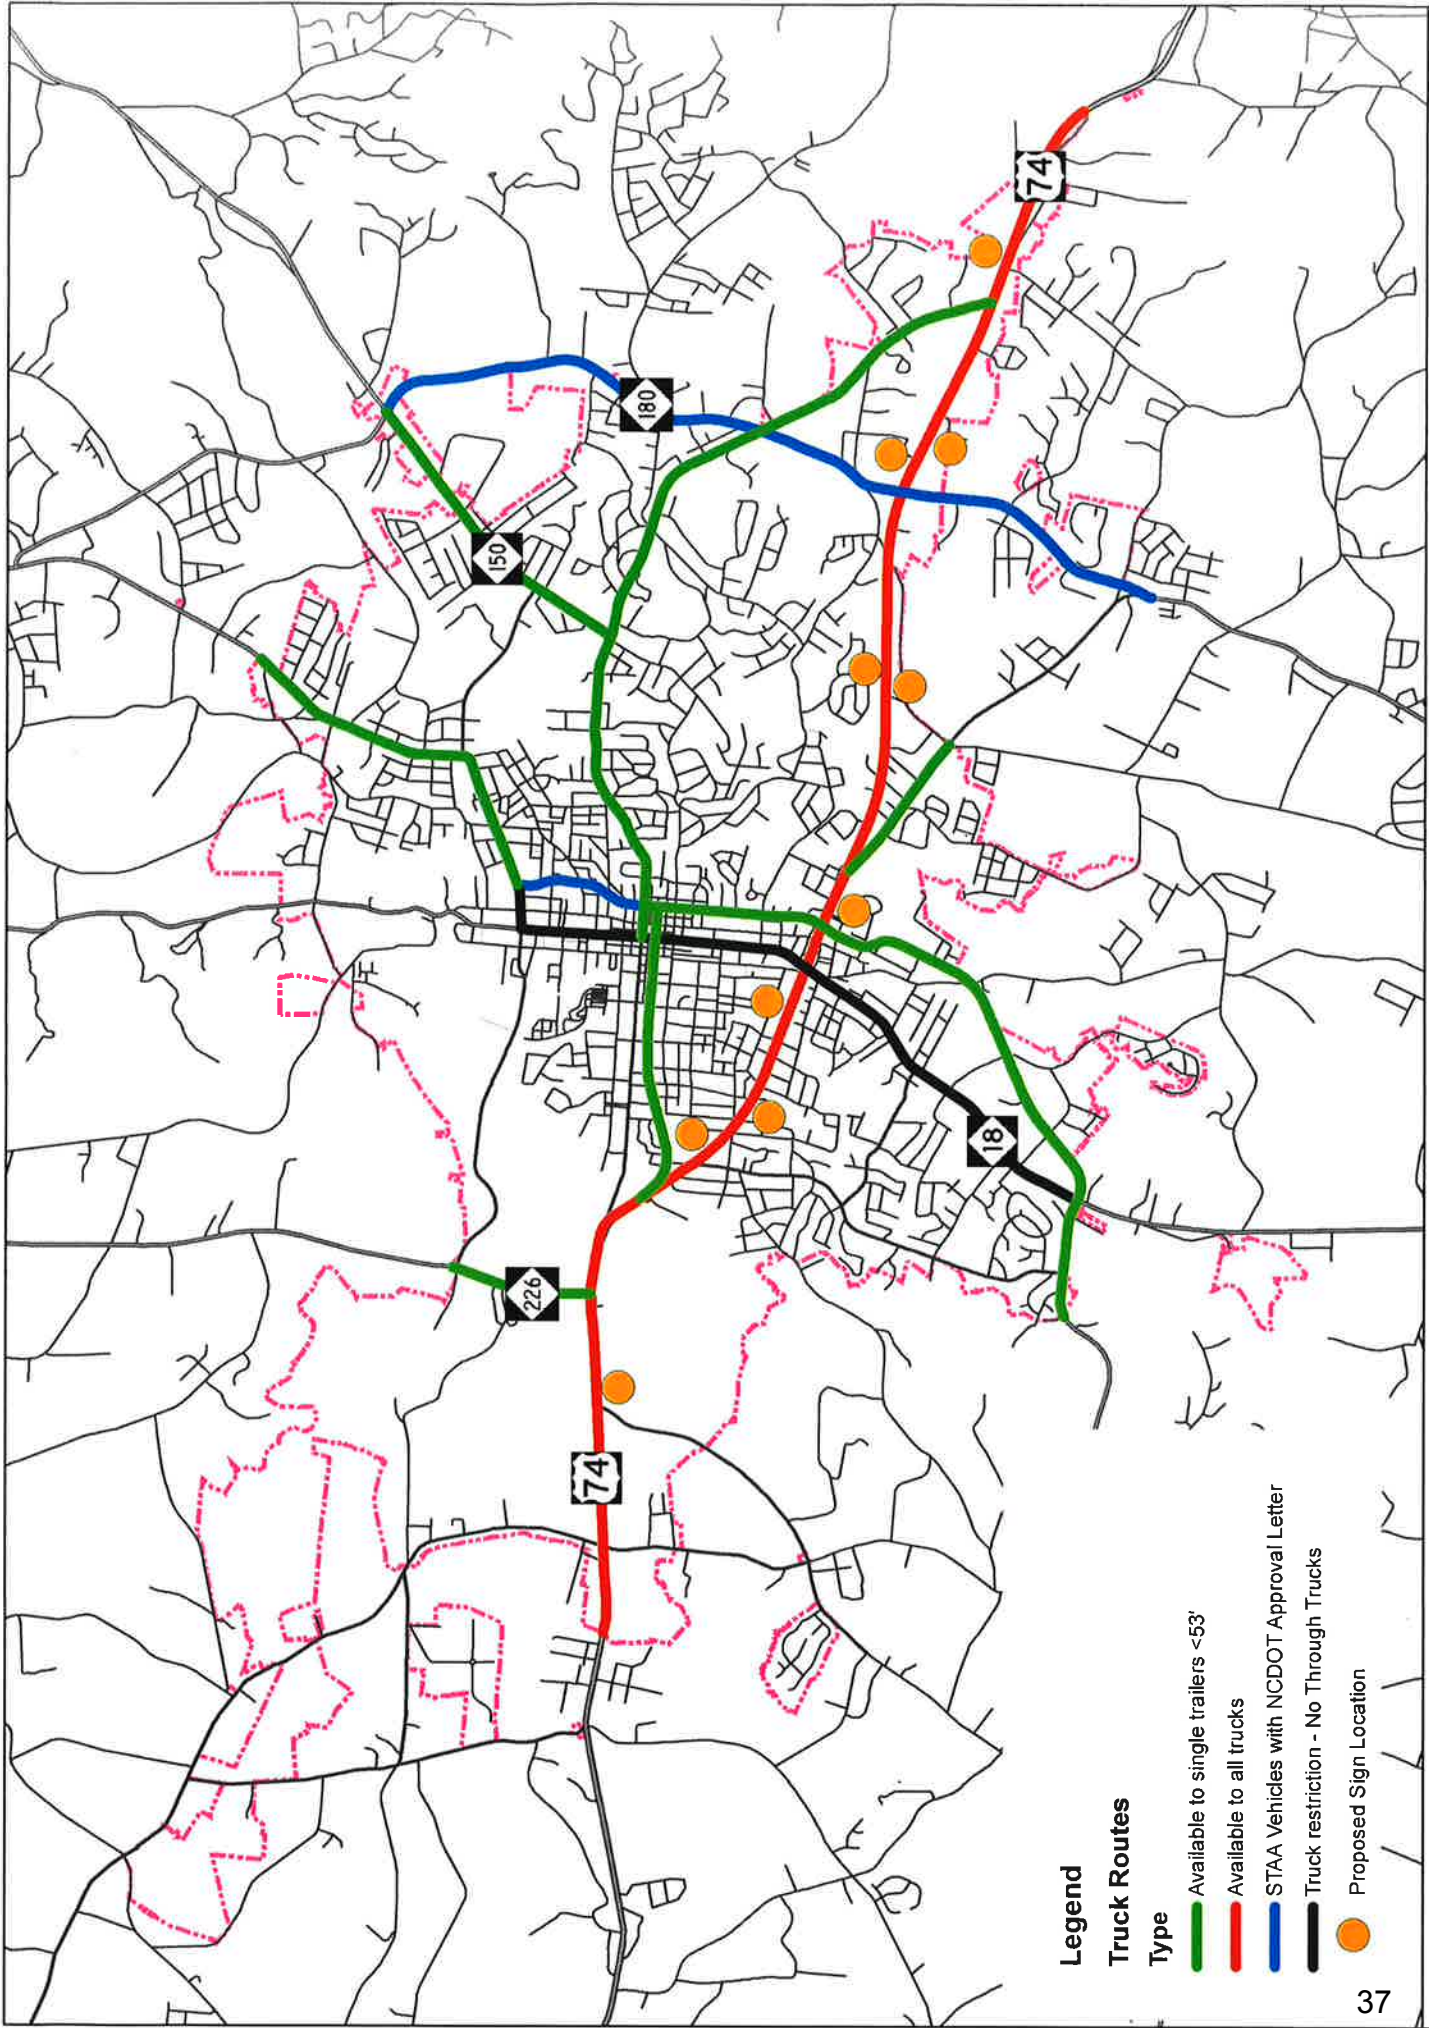 74
180
150
74
18
226
74
Legend
Truck Routes
Type
Available to single trailers <53'
Available to all trucks
STAA Vehicles with NCDOT Approval Letter
Truck restriction - No Through Trucks
Proposed Sign Location
37